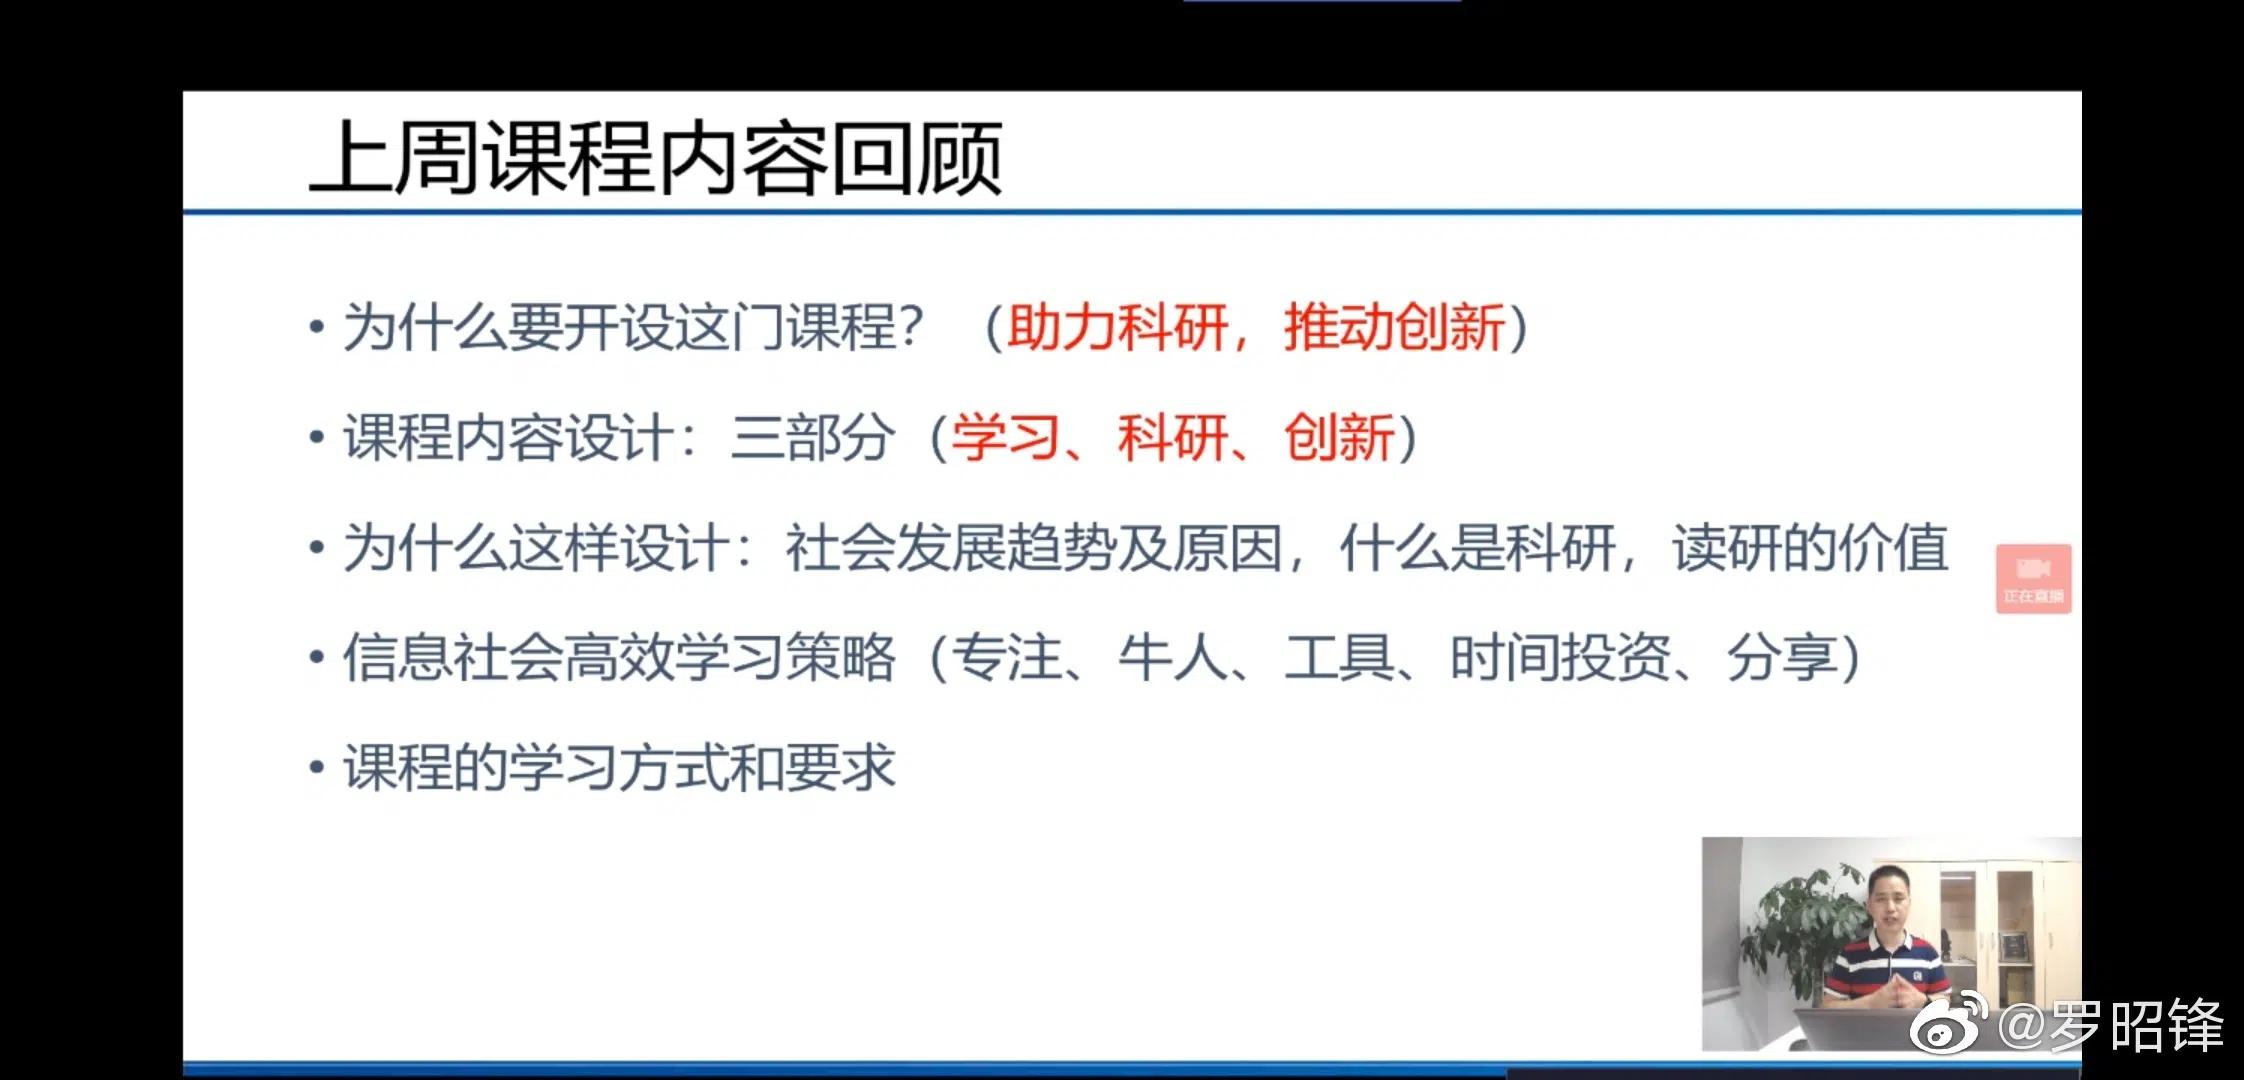 上周课程内容回顾
• 为什么要开设这门课程？（助力科研，推动创新）
• 课程内容设计：三部分（学习、科研、创新）
• 为什么这样设计：社会发展趋势及原因，什么是科研，读研的价值
正在直播
• 信息社会高效学习策略（专注、牛人、工具、时间投资、分享）
• 课程的学习方式和要求
@罗昭锋